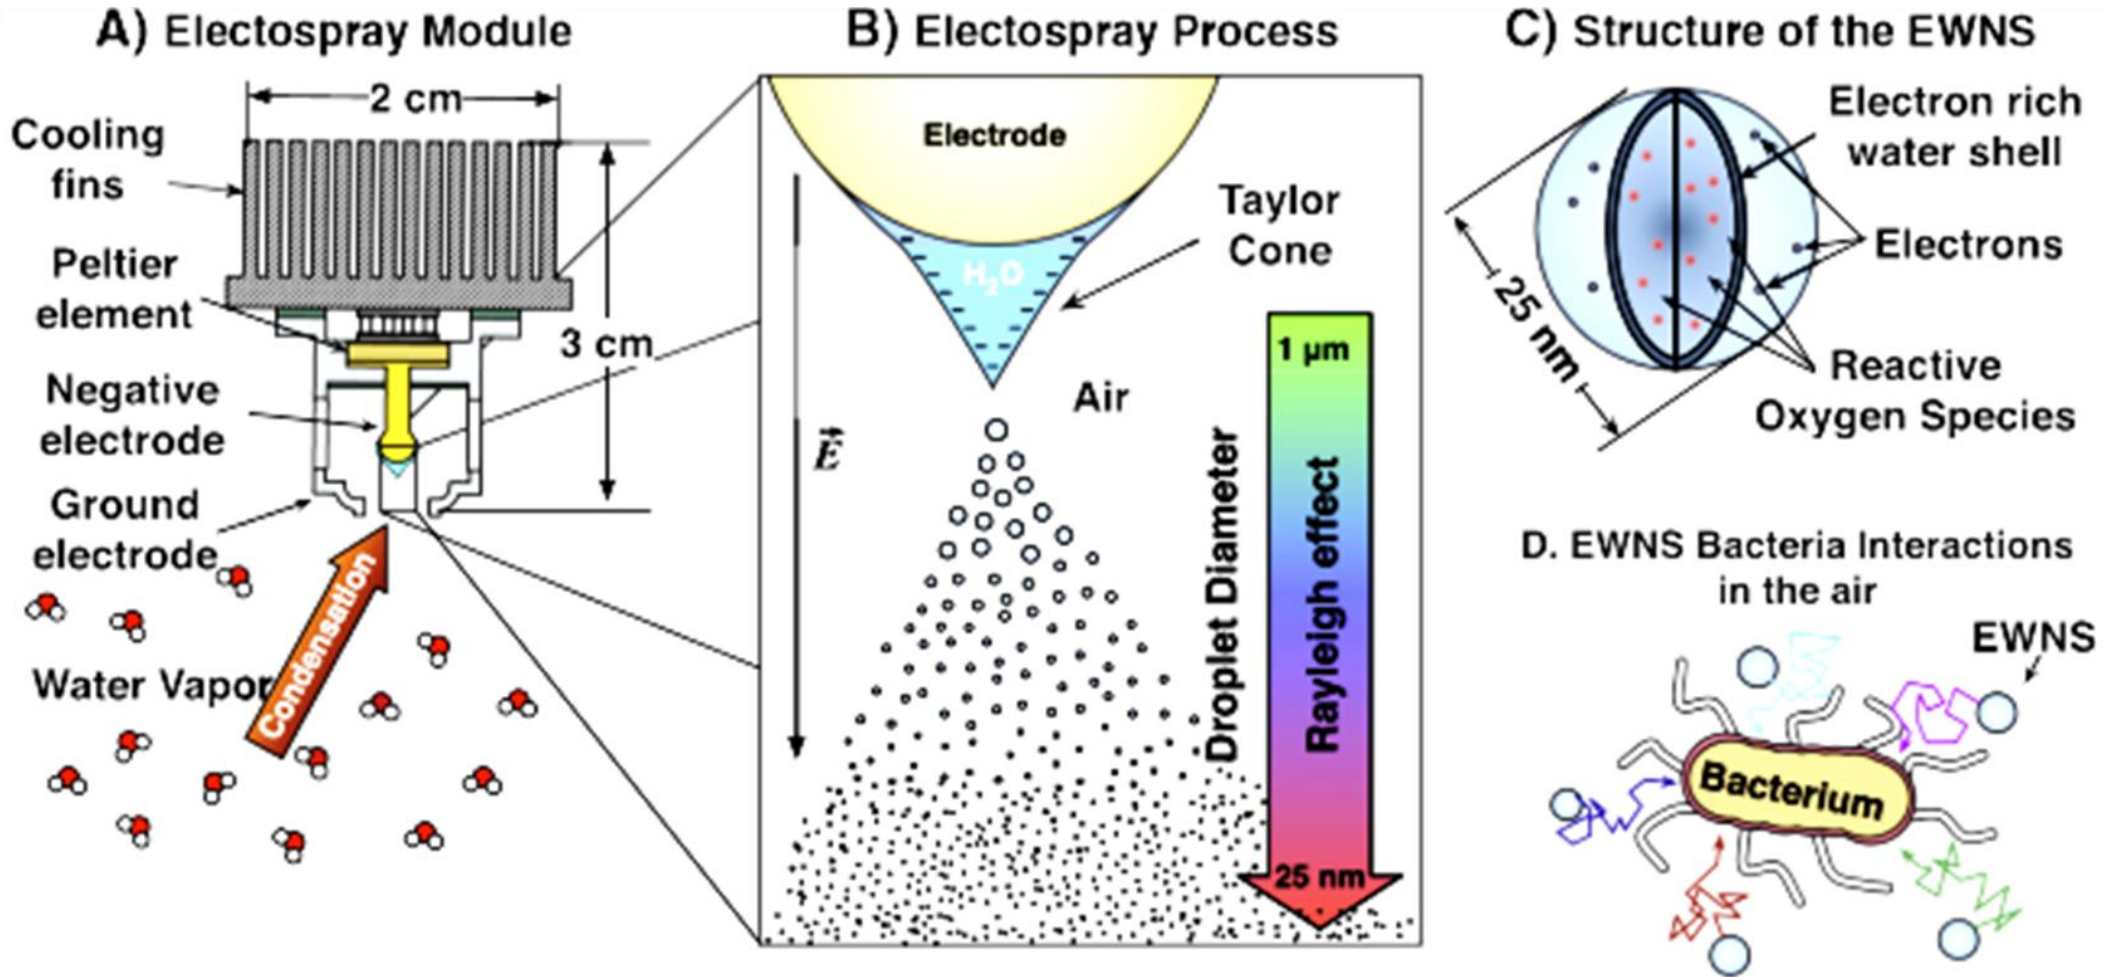 A) Electospray Module
2 cm
Cooling
fins
Peltier
element
3 cm
Negative
electrode
Ground
electrode
Water Vapor
Condensation
B) Electospray Process
Electrode
Taylor
Cone
H₂O
Air
E⃗
Droplet Diameter
1 µm
Rayleigh effect
25 nm
C) Structure of the EWNS
Electron rich
water shell
Electrons
25 nm
Reactive
Oxygen Species
D. EWNS Bacteria Interactions
in the air
EWNS
Bacterium